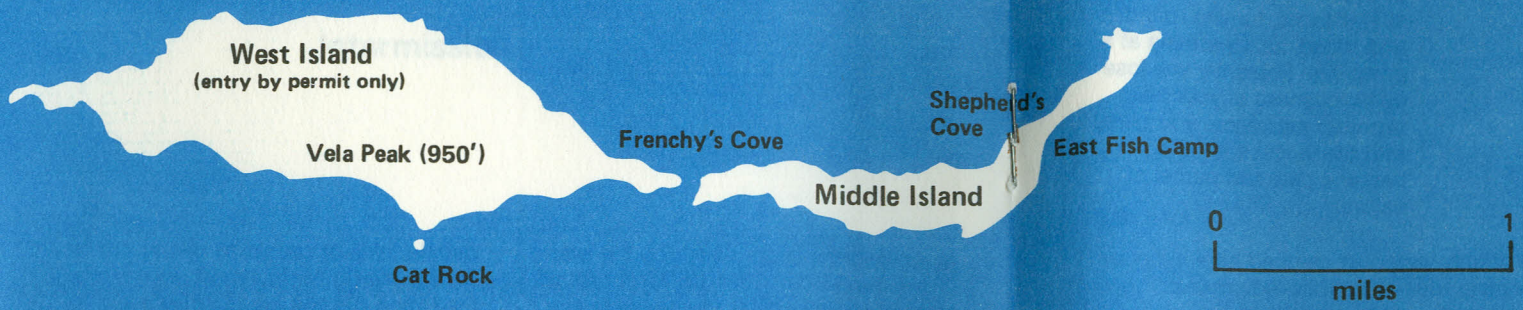 West Island
(entry by permit only)
Vela Peak (950′)
Cat Rock
Frenchy's Cove
Middle Island
Shepherd's
Cove
East Fish Camp
0 1
miles